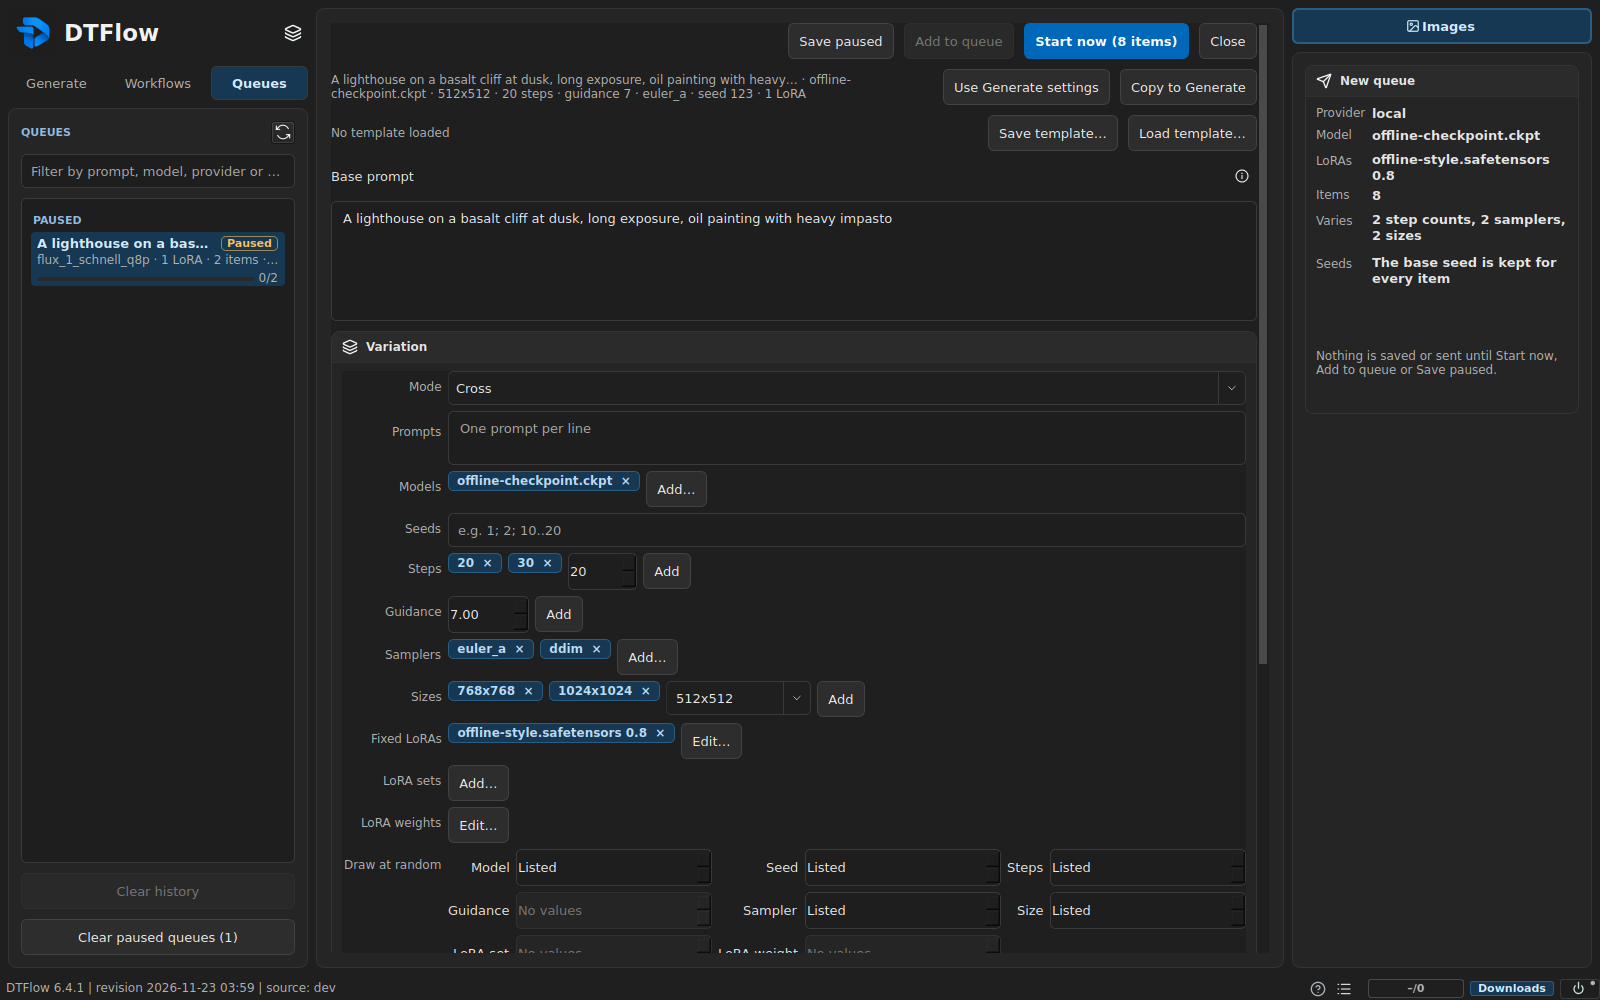 DTFlow
Generate
Workflows
Queues
QUEUES
Filter by prompt, model, provider or ...
PAUSED
A lighthouse on a bas...
Paused
flux_1_schnell_q8p · 1 LoRA · 2 items ·...
0/2
Clear history
Clear paused queues (1)
Save paused
Add to queue
Start now (8 items)
Close
A lighthouse on a basalt cliff at dusk, long exposure, oil painting with heavy... · offline-
checkpoint.ckpt · 512x512 · 20 steps · guidance 7 · euler_a · seed 123 · 1 LoRA
Use Generate settings
Copy to Generate
No template loaded
Save template...
Load template...
Base prompt
A lighthouse on a basalt cliff at dusk, long exposure, oil painting with heavy impasto
Variation
Mode
Cross
Prompts
One prompt per line
Models
offline-checkpoint.ckpt ×
Add...
Seeds
e.g. 1; 2; 10..20
Steps
20 ×
30 ×
20
Add
Guidance
7.00
Add
Samplers
euler_a ×
ddim ×
Add...
Sizes
768x768 ×
1024x1024 ×
512x512
Add
Fixed LoRAs
offline-style.safetensors 0.8 ×
Edit...
LoRA sets
Add...
LoRA weights
Edit...
Draw at random
Model
Listed
Seed
Listed
Steps
Listed
Guidance
No values
Sampler
Listed
Size
Listed
LoRA set
No values
LoRA weight
No values
Images
New queue
Provider local
Model offline-checkpoint.ckpt
LoRAs offline-style.safetensors
0.8
Items 8
Varies 2 step counts, 2 samplers,
2 sizes
Seeds The base seed is kept for
every item
Nothing is saved or sent until Start now,
Add to queue or Save paused.
DTFlow 6.4.1 | revision 2026-11-23 03:59 | source: dev
-/0
Downloads